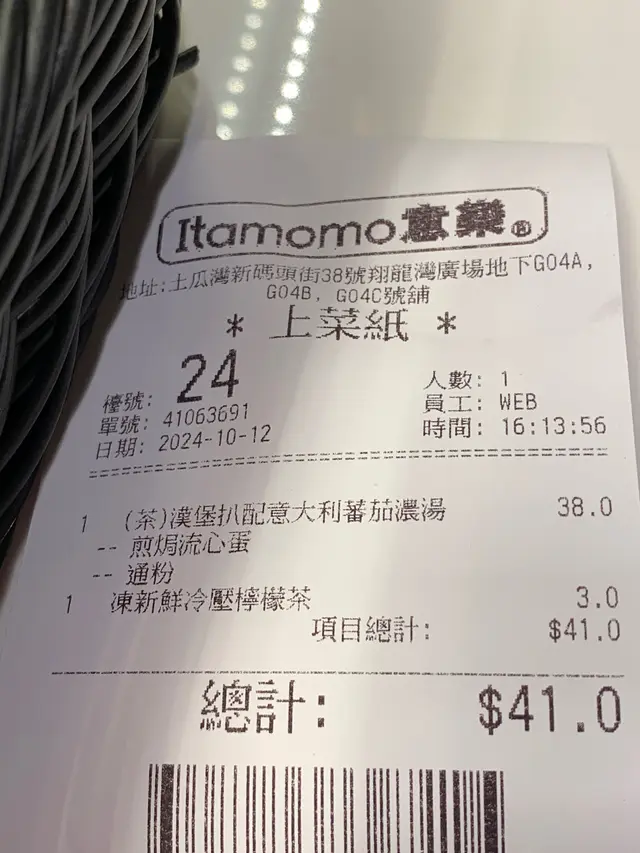 Itamomo意樂®
地址:土瓜灣新碼頭街38號翔龍灣廣場地下G04A,
G04B, G04C號舖
* 上菜紙 *
檯號: 24
人數: 1
單號: 41063691
員工: WEB
日期: 2024-10-12
時間: 16:13:56
1 (茶)漢堡扒配意大利蕃茄濃湯 38.0
-- 煎焗流心蛋
-- 通粉
1 凍新鮮冷壓檸檬茶 3.0
項目總計: $41.0
總計: $41.0